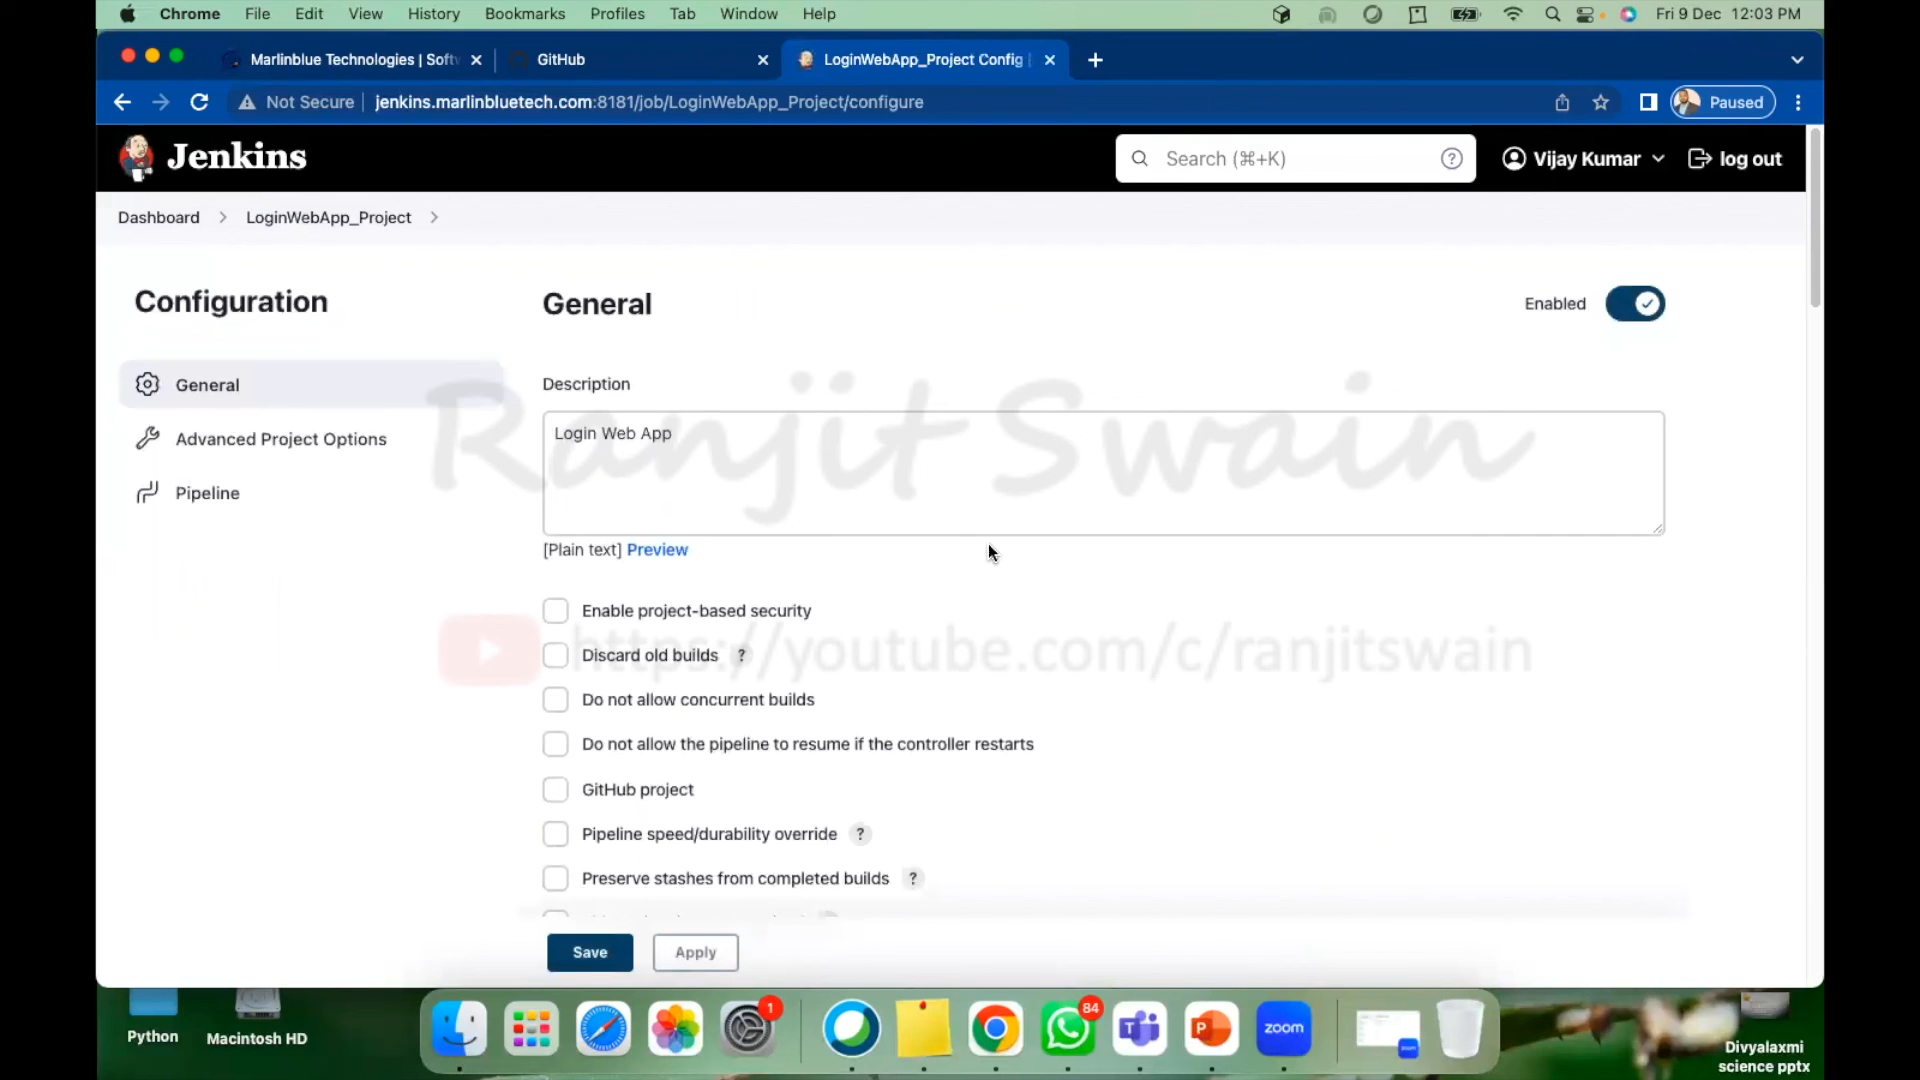 Chrome File Edit View History Bookmarks Profiles Tab Window Help Fri 9 Dec 12:03 PM
Marlinblue Technologies | Softw GitHub LoginWebApp_Project Config
Not Secure jenkins.marlinbluetech.com:8181/job/LoginWebApp_Project/configure Paused
Jenkins Search (⌘+K) ? Vijay Kumar log out
Dashboard LoginWebApp_Project
Configuration
General
Advanced Project Options
Pipeline
General
Enabled
Description
Login Web App
Ranjit Swain
[Plain text] Preview
Enable project-based security
https://youtube.com/c/ranjitswain
Discard old builds ?
Do not allow concurrent builds
Do not allow the pipeline to resume if the controller restarts
GitHub project
Pipeline speed/durability override ?
Preserve stashes from completed builds ?
Save Apply
1
84
zoom
Python
Macintosh HD
Divyalaxmi
science pptx